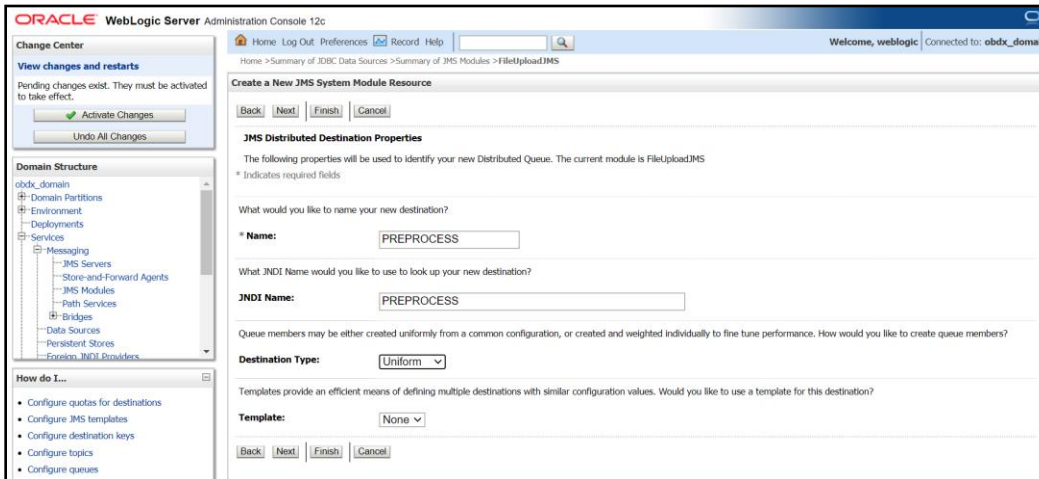 ORACLE WebLogic Server Administration Console 12c
Change Center
View changes and restarts
Pending changes exist. They must be activated
to take effect.
Activate Changes
Undo All Changes
Domain Structure
obdx_domain
Domain Partitions
Environment
Deployments
Services
Messaging
JMS Servers
Store-and-Forward Agents
JMS Modules
Path Services
Bridges
Data Sources
Persistent Stores
Foreign JNDI Providers
How do I...
Configure quotas for destinations
Configure JMS templates
Configure destination keys
Configure topics
Configure queues
Home Log Out Preferences Record Help
Welcome, weblogic Connected to: obdx_doma
Home >Summary of JDBC Data Sources >Summary of JMS Modules >FileUploadJMS
Create a New JMS System Module Resource
Back Next Finish Cancel
JMS Distributed Destination Properties
The following properties will be used to identify your new Distributed Queue. The current module is FileUploadJMS
* Indicates required fields
What would you like to name your new destination?
* Name: PREPROCESS
What JNDI Name would you like to use to look up your new destination?
JNDI Name: PREPROCESS
Queue members may be either created uniformly from a common configuration, or created and weighted individually to fine tune performance. How would you like to create queue members?
Destination Type: Uniform
Templates provide an efficient means of defining multiple destinations with similar configuration values. Would you like to use a template for this destination?
Template: None
Back Next Finish Cancel